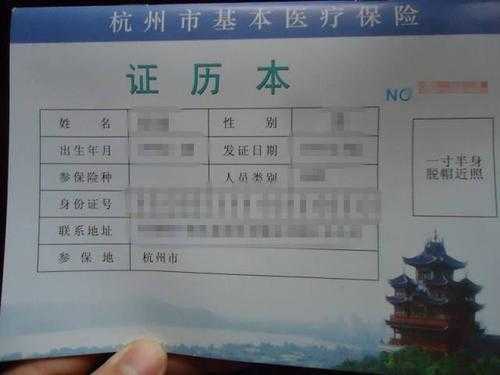 杭州市基本医疗保险
证历本
NO
姓名 性别
出生年月 发证日期
参保险种 人员类别
身份证号
联系地址
参保地 杭州市
一寸半身
脱帽近照